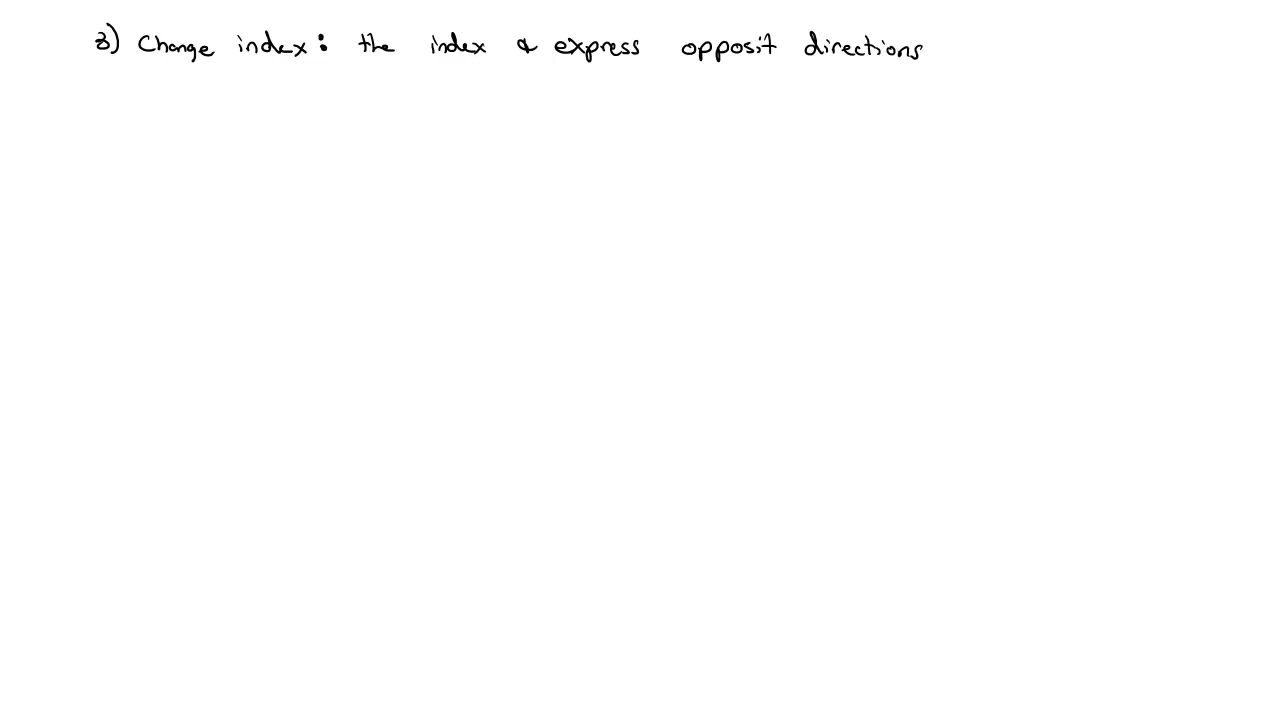 3) Change index: the index & express opposit directions